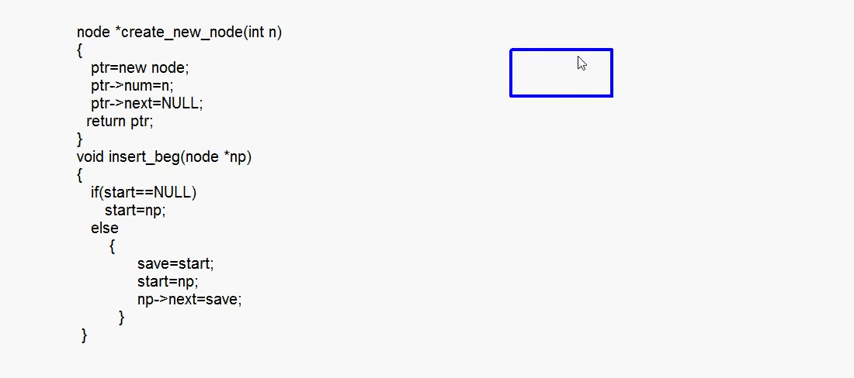 node *create_new_node(int n)
{
ptr=new node;
ptr->num=n;
ptr->next=NULL;
return ptr;
}
void insert_beg(node *np)
{
if(start==NULL)
start=np;
else
{
save=start;
start=np;
np->next=save;
}
}